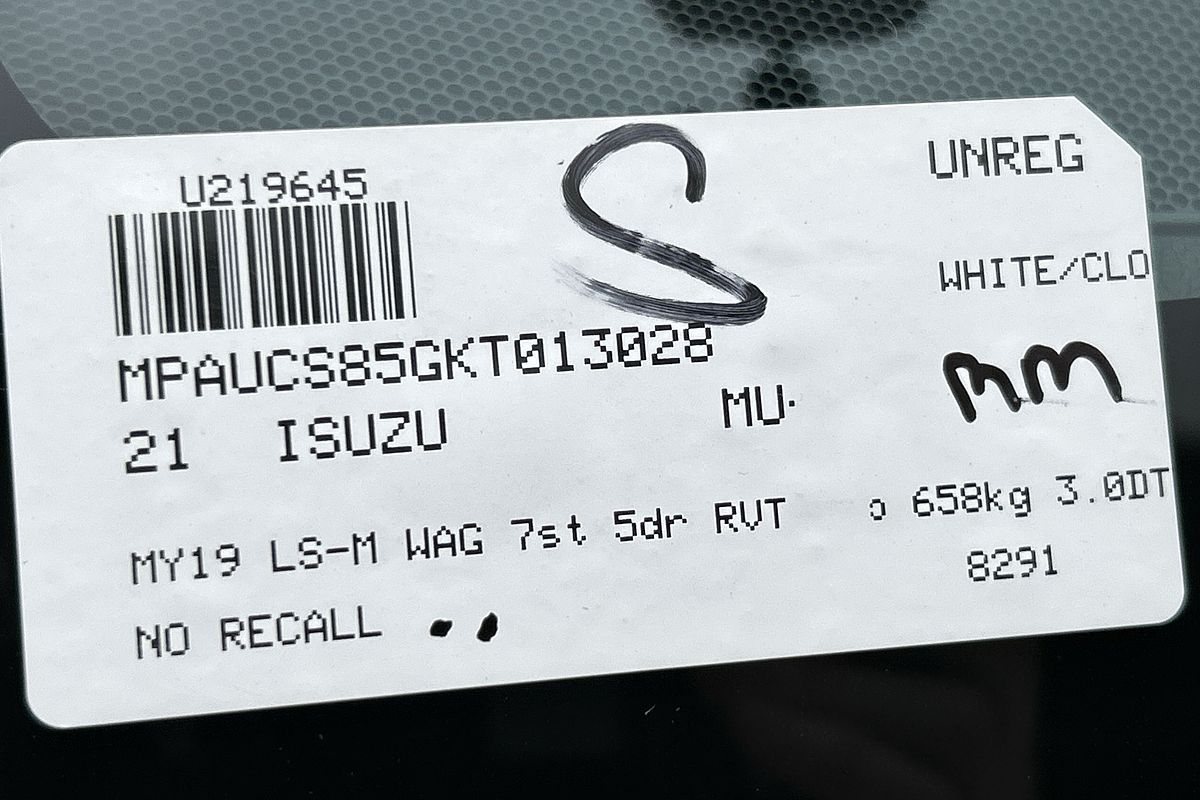 U219645
S
UNREG
WHITE/CLO
MPAUCS85GKT013028
21 ISUZU MU-
MM
MY19 LS-M WAG 7st 5dr RVT o 658kg 3.0DT
8291
NO RECALL